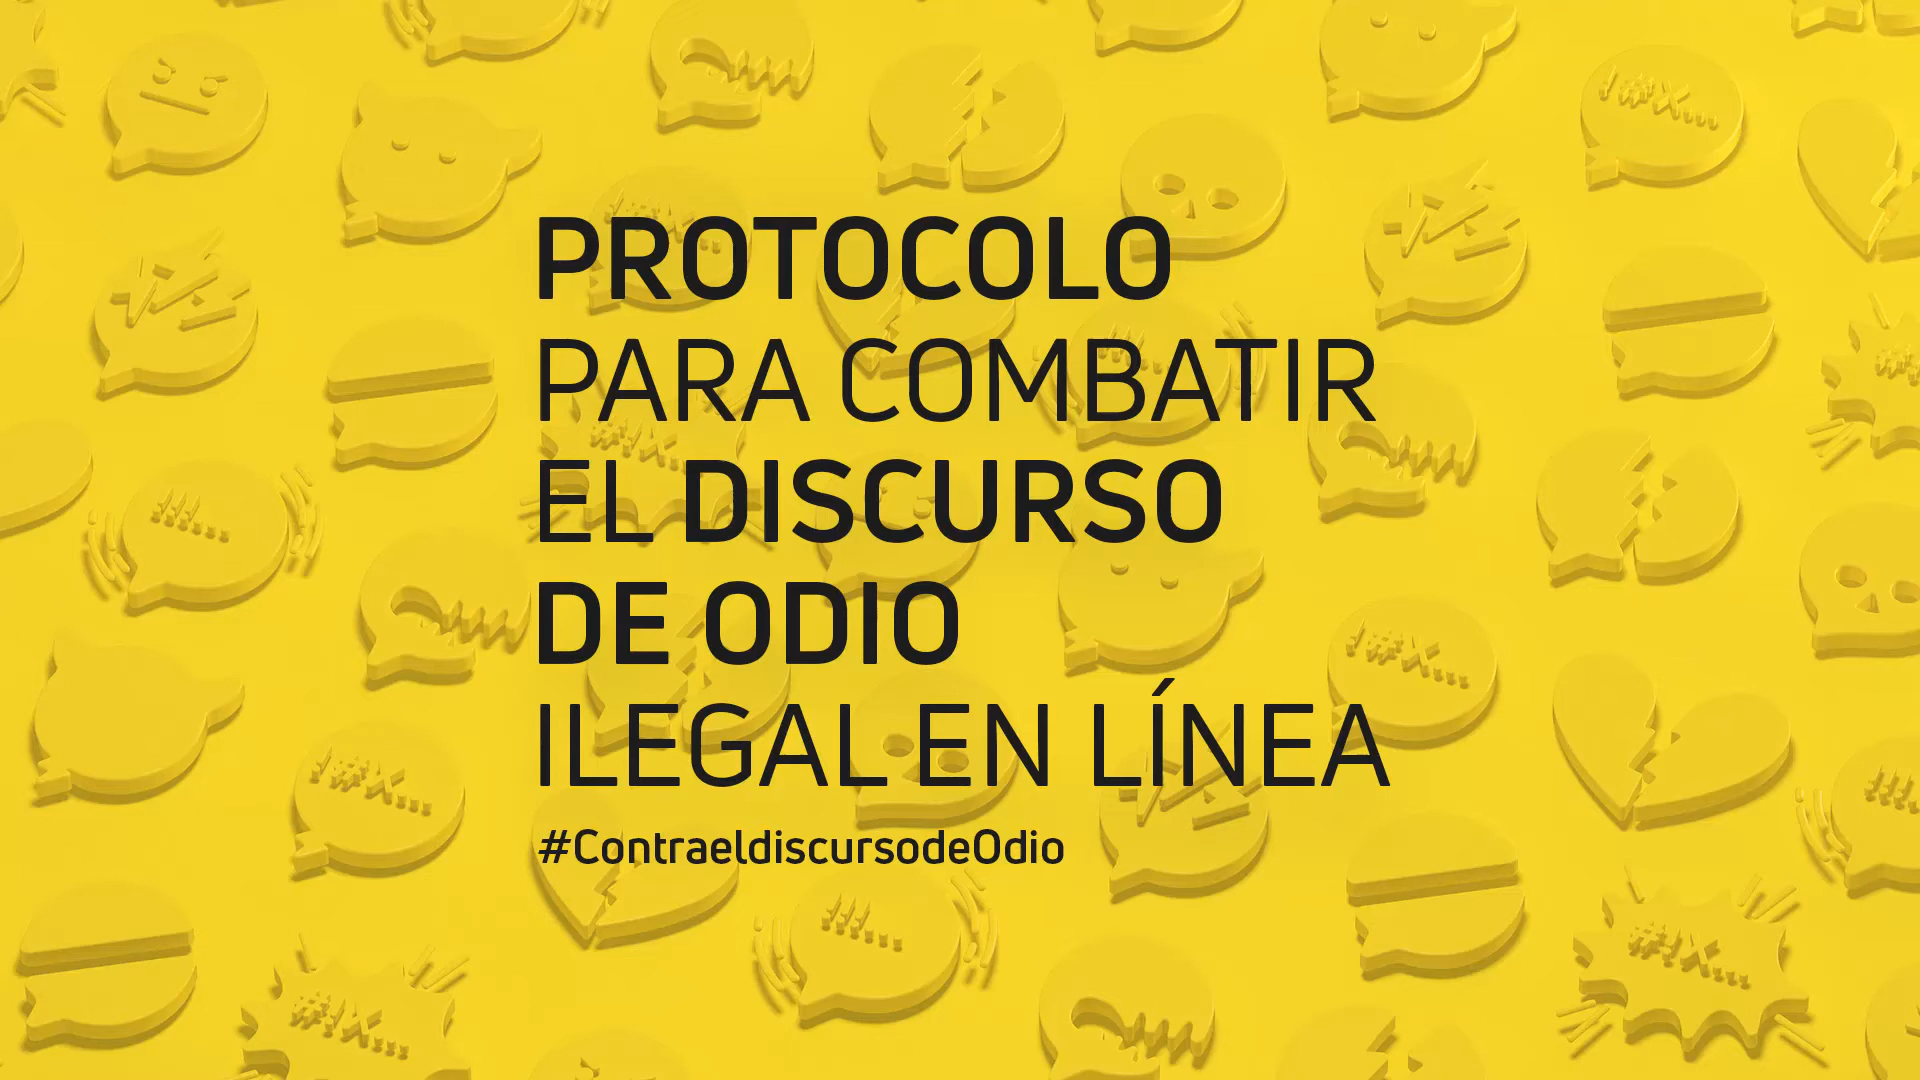 PROTOCOLO
PARA COMBATIR
EL DISCURSO
DE ODIO
ILEGAL EN LÍNEA
#ContraeldiscursodeOdio